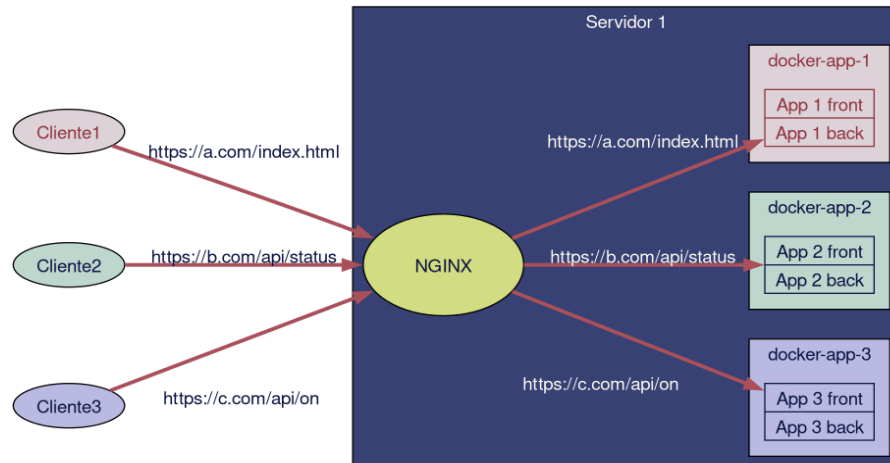 Servidor 1
docker-app-1
App 1 front
App 1 back
Cliente1
https://a.com/index.html
https://a.com/index.html
docker-app-2
Cliente2
https://b.com/api/status
NGINX
https://b.com/api/status
App 2 front
App 2 back
docker-app-3
Cliente3
https://c.com/api/on
https://c.com/api/on
App 3 front
App 3 back